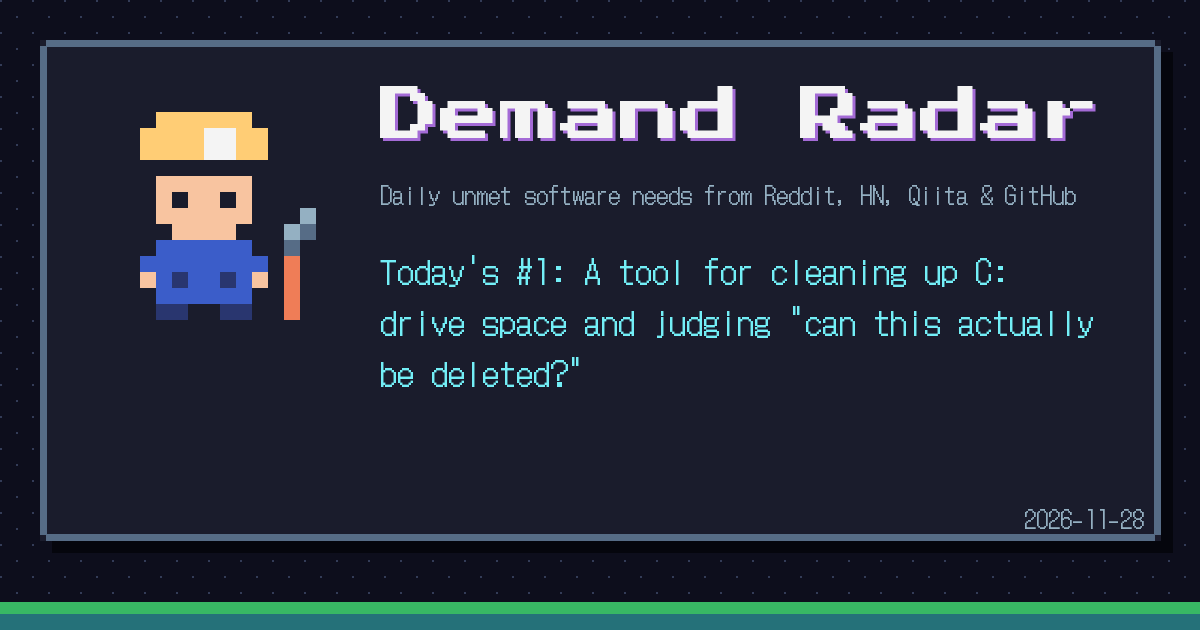 Demand Radar
Daily unmet software needs from Reddit, HN, Qiita & GitHub
Today's #1: A tool for cleaning up C:
drive space and judging "can this actually
be deleted?"
2026-11-28